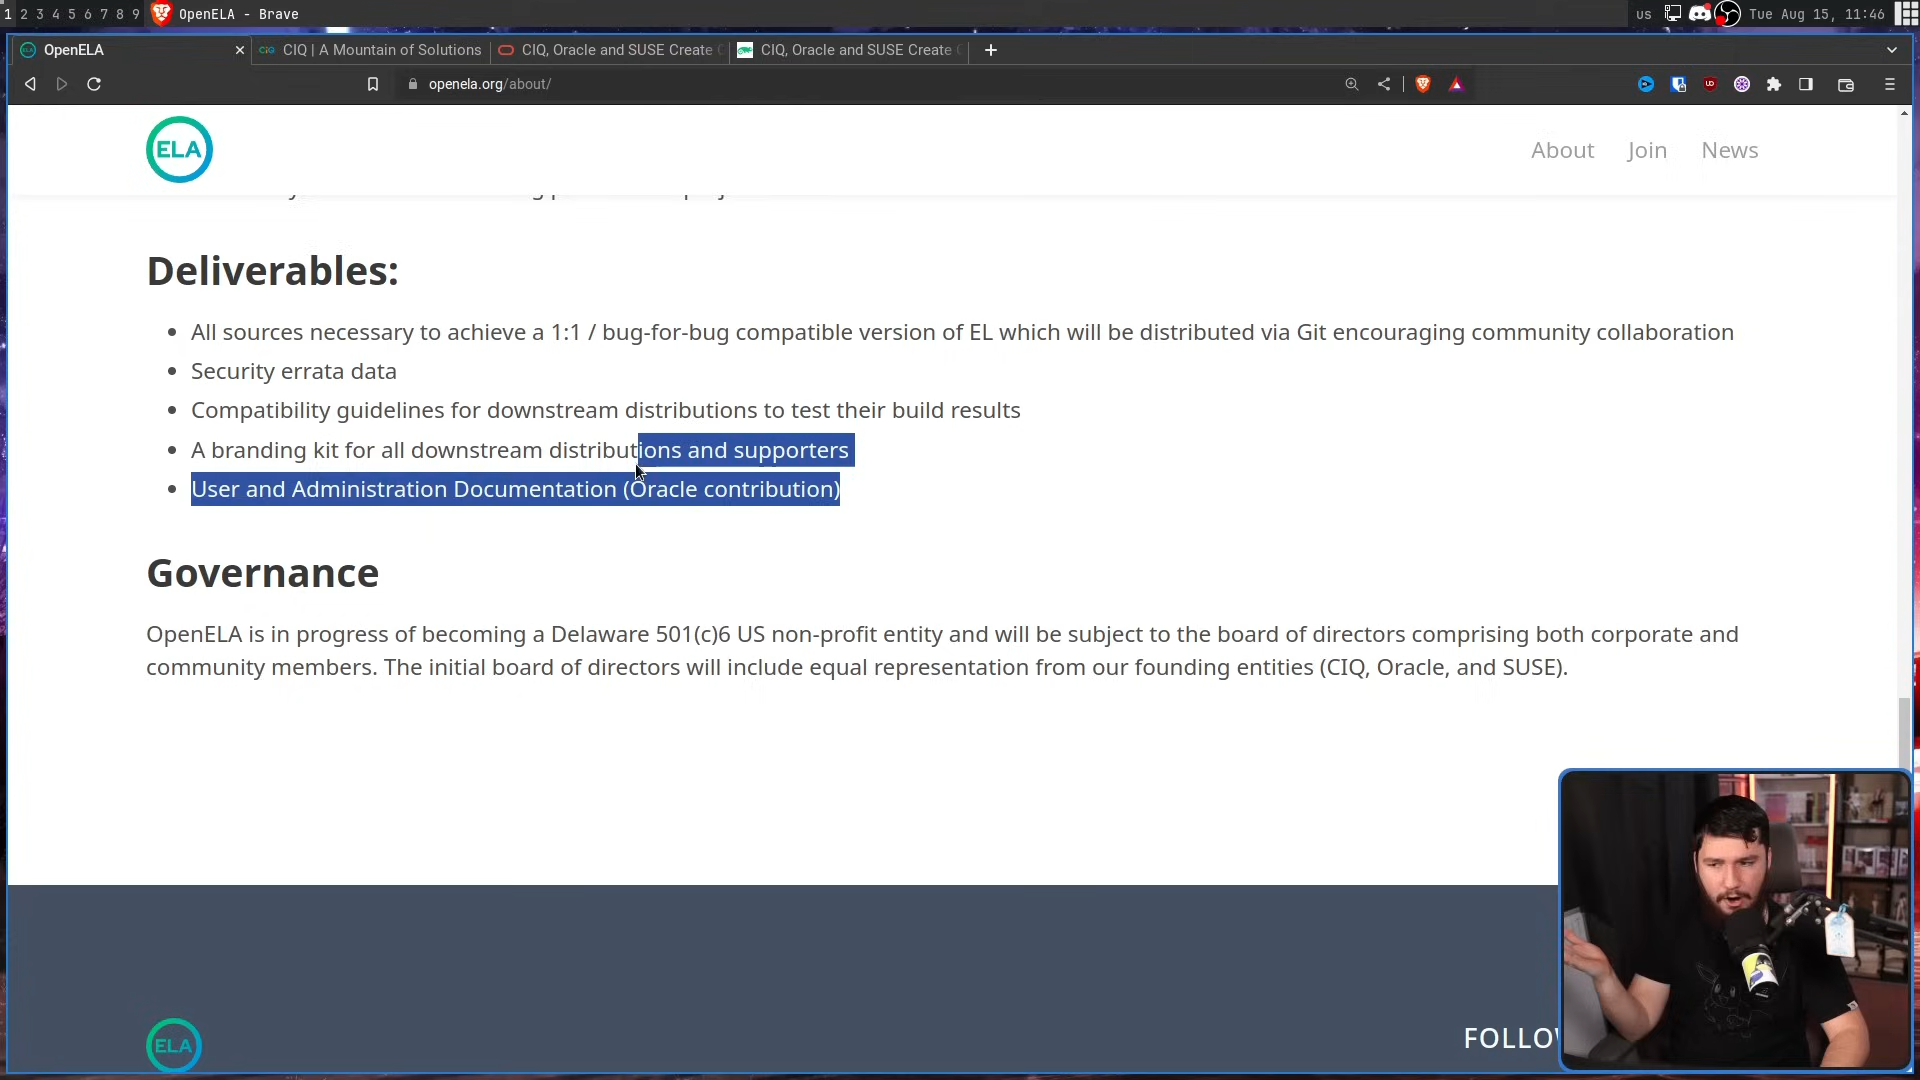 1 2 3 4 5 6 7 8 9 OpenELA - Brave us Tue Aug 15, 11:46
OpenELA CIQ | A Mountain of Solutions CIQ, Oracle and SUSE Create CIQ, Oracle and SUSE Create
openela.org/about/
ELA About Join News
Deliverables:
All sources necessary to achieve a 1:1 / bug-for-bug compatible version of EL which will be distributed via Git encouraging community collaboration
Security errata data
Compatibility guidelines for downstream distributions to test their build results
A branding kit for all downstream distributions and supporters
User and Administration Documentation (Oracle contribution)
Governance
OpenELA is in progress of becoming a Delaware 501(c)6 US non-profit entity and will be subject to the board of directors comprising both corporate and
community members. The initial board of directors will include equal representation from our founding entities (CIQ, Oracle, and SUSE).
ELA FOLLO